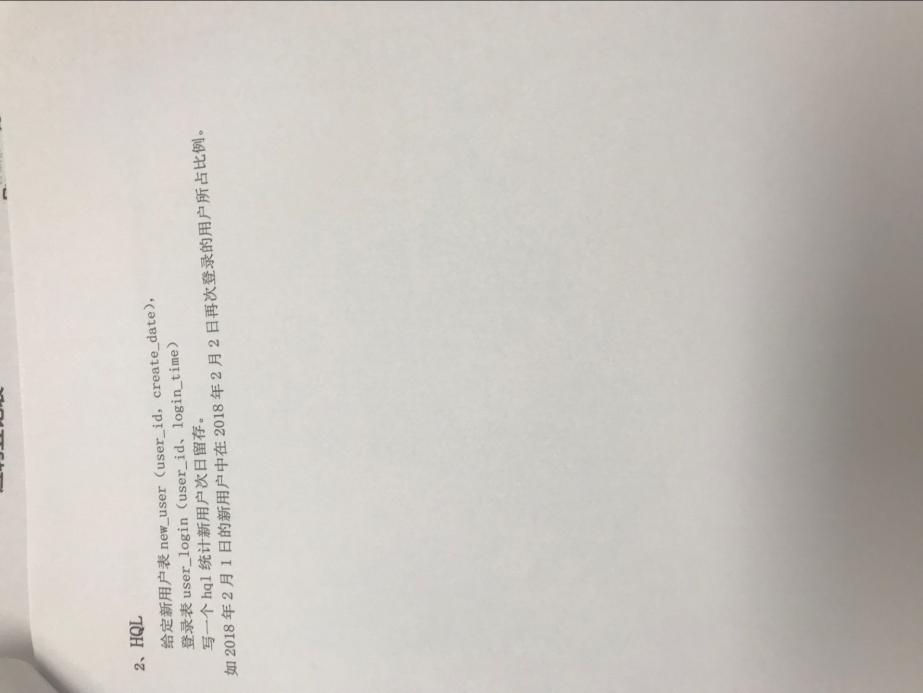 2、HQL
给定新用户表 new_user（user_id, create_date），
登录表 user_login（user_id、login_time）
写一个 hql 统计新用户次日留存。
如 2018 年 2 月 1 日的新用户中在 2018 年 2 月 2 日再次登录的用户所占比例。